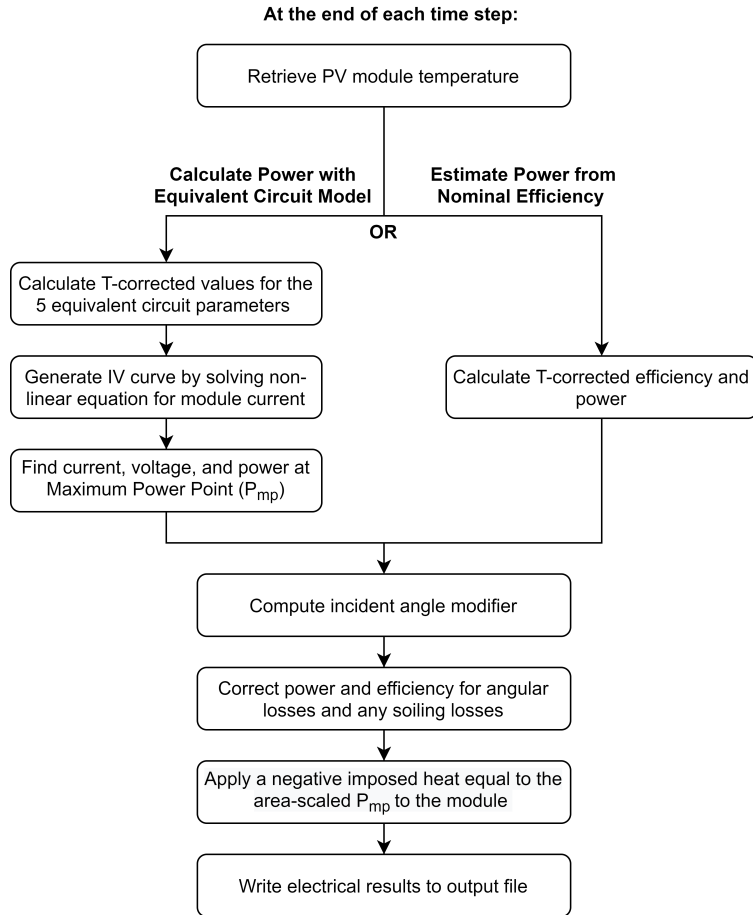 At the end of each time step:
Retrieve PV module temperature
Calculate Power with
Equivalent Circuit Model
Estimate Power from
Nominal Efficiency
OR
Calculate T-corrected values for the
5 equivalent circuit parameters
Generate IV curve by solving non-
linear equation for module current
Calculate T-corrected efficiency and
power
Find current, voltage, and power at
Maximum Power Point (Pmp)
Compute incident angle modifier
Correct power and efficiency for angular
losses and any soiling losses
Apply a negative imposed heat equal to the
area-scaled Pmp to the module
Write electrical results to output file